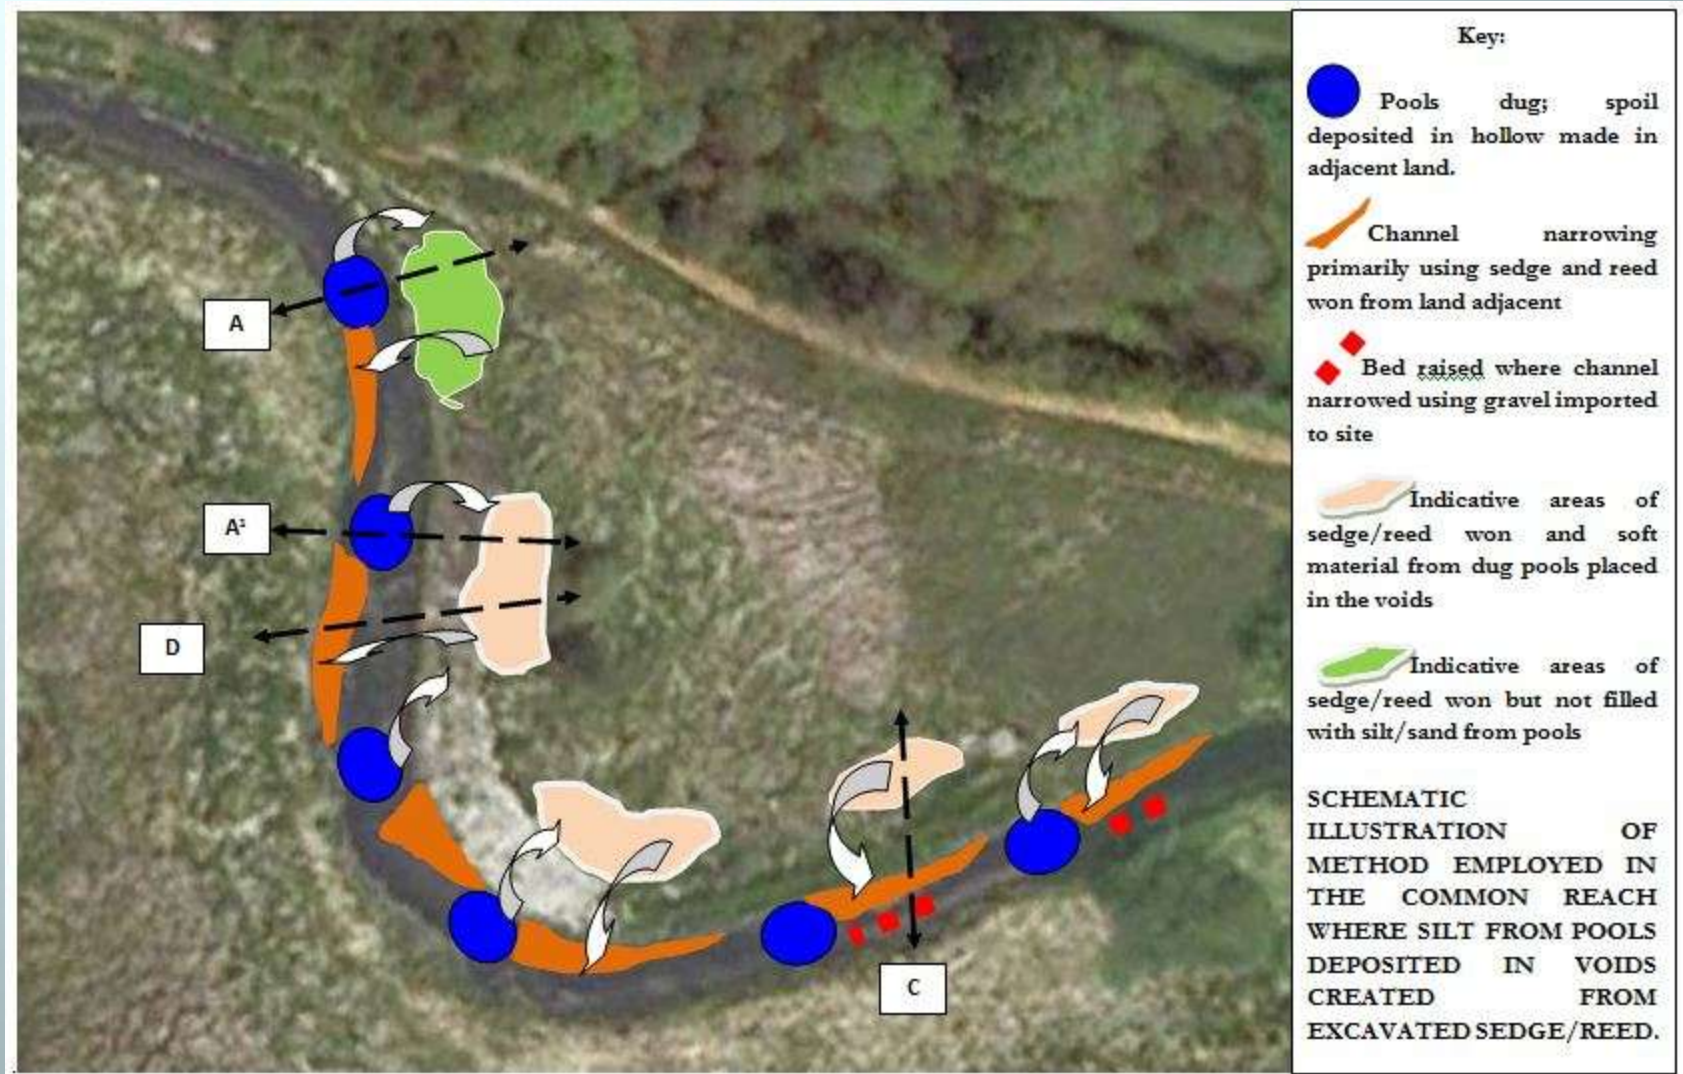 A
A¹
D
C
Key:
Pools dug; spoil
deposited in hollow made in
adjacent land.
Channel narrowing
primarily using sedge and reed
won from land adjacent
Bed raised where channel
narrowed using gravel imported
to site
Indicative areas of
sedge/reed won and soft
material from dug pools placed
in the voids
Indicative areas of
sedge/reed won but not filled
with silt/sand from pools
SCHEMATIC
ILLUSTRATION OF
METHOD EMPLOYED IN
THE COMMON REACH
WHERE SILT FROM POOLS
DEPOSITED IN VOIDS
CREATED FROM
EXCAVATED SEDGE/REED.